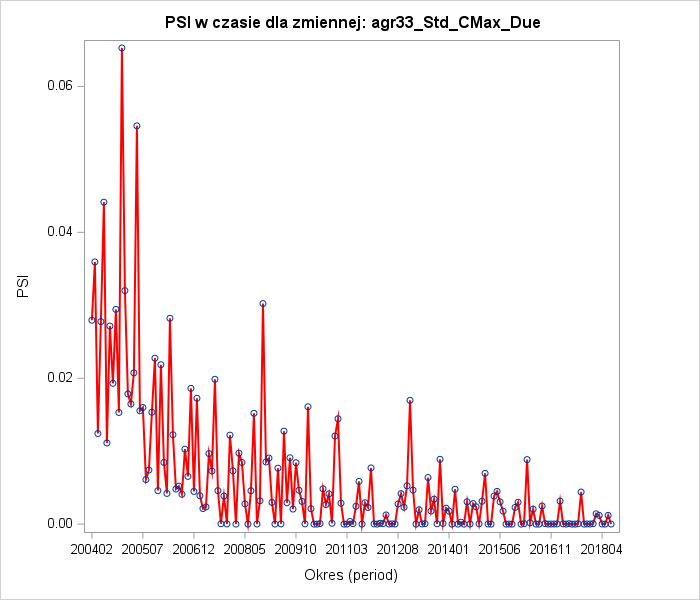 PSI w czasie dla zmiennej: agr33_Std_CMax_Due
0.06
0.04
PSI
0.02
0.00
200402 200507 200612 200805 200910 201103 201208 201401 201506 201611 201804
Okres (period)